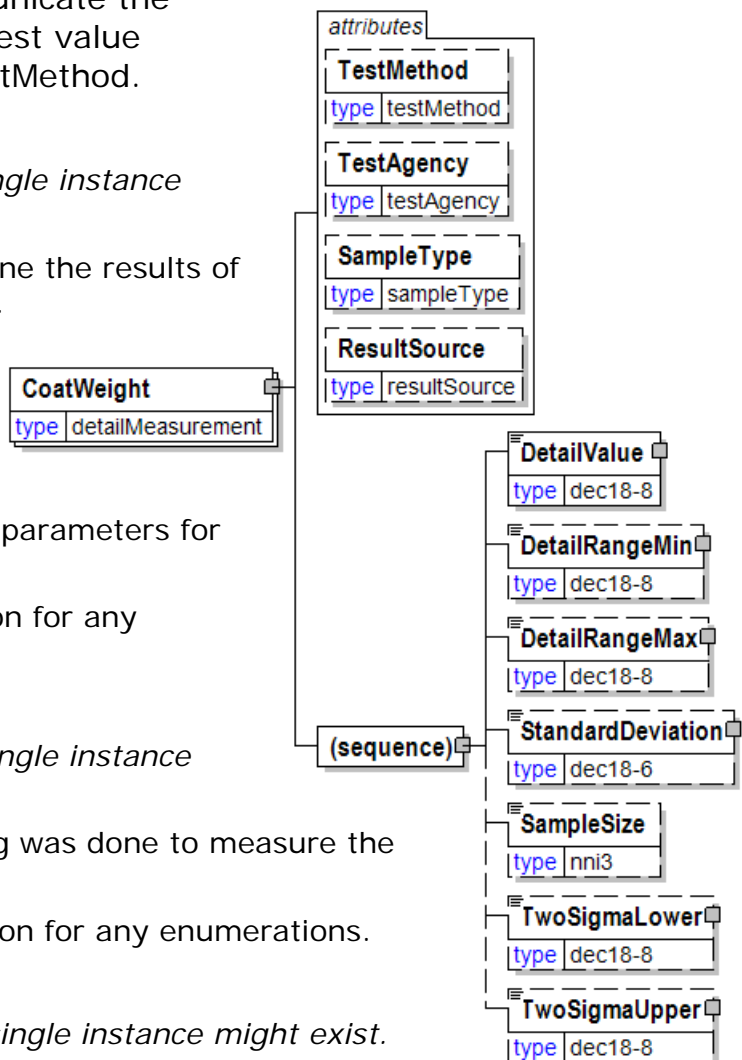 unicate the
est value
tMethod.
ngle instance
ne the results of
parameters for
on for any
ngle instance
g was done to measure the
on for any enumerations.
single instance might exist.
attributes
TestMethod
type testMethod
TestAgency
type testAgency
SampleType
type sampleType
ResultSource
type resultSource
CoatWeight
type detailMeasurement
(sequence)
DetailValue
type dec18-8
DetailRangeMin
type dec18-8
DetailRangeMax
type dec18-8
StandardDeviation
type dec18-6
SampleSize
type nni3
TwoSigmaLower
type dec18-8
TwoSigmaUpper
type dec18-8